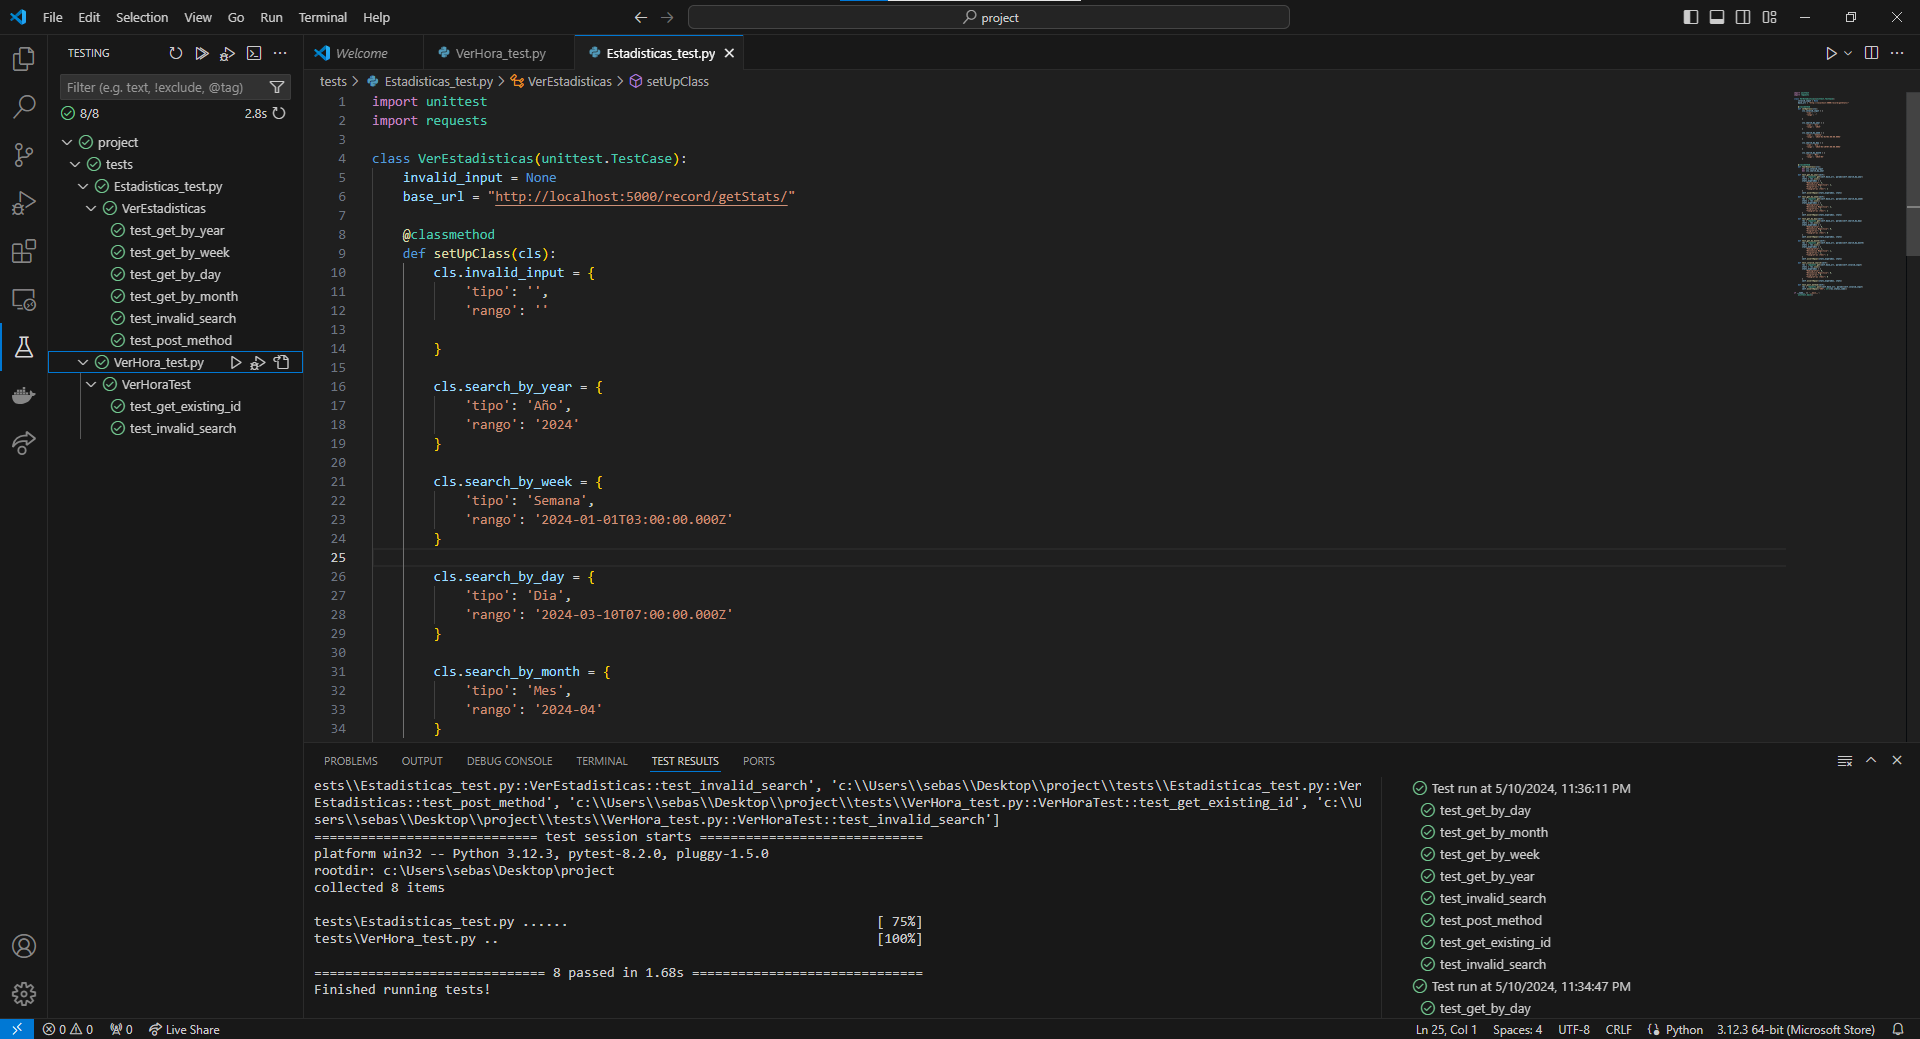 File Edit Selection View Go Run Terminal Help
project
TESTING
Welcome
VerHora_test.py
Estadisticas_test.py
Filter (e.g. text, !exclude, @tag)
8/8
2.8s
project
tests
Estadisticas_test.py
VerEstadisticas
test_get_by_year
test_get_by_week
test_get_by_day
test_get_by_month
test_invalid_search
test_post_method
VerHora_test.py
VerHoraTest
test_get_existing_id
test_invalid_search
tests > Estadisticas_test.py > VerEstadisticas > setUpClass
1 import unittest
2 import requests
3
4 class VerEstadisticas(unittest.TestCase):
5 invalid_input = None
6 base_url = "http://localhost:5000/record/getStats/"
7
8 @classmethod
9 def setUpClass(cls):
10 cls.invalid_input = {
11 'tipo': '',
12 'rango': ''
13
14 }
15
16 cls.search_by_year = {
17 'tipo': 'Año',
18 'rango': '2024'
19 }
20
21 cls.search_by_week = {
22 'tipo': 'Semana',
23 'rango': '2024-01-01T03:00:00.000Z'
24 }
25
26 cls.search_by_day = {
27 'tipo': 'Dia',
28 'rango': '2024-03-10T07:00:00.000Z'
29 }
30
31 cls.search_by_month = {
32 'tipo': 'Mes',
33 'rango': '2024-04'
34 }
PROBLEMS OUTPUT DEBUG CONSOLE TERMINAL TEST RESULTS PORTS
ests\\Estadisticas_test.py::VerEstadisticas::test_invalid_search', 'c:\\Users\\sebas\\Desktop\\project\\tests\\Estadisticas_test.py::Ver
Estadisticas::test_post_method', 'c:\\Users\\sebas\\Desktop\\project\\tests\\VerHora_test.py::VerHoraTest::test_get_existing_id', 'c:\\U
sers\\sebas\\Desktop\\project\\tests\\VerHora_test.py::VerHoraTest::test_invalid_search']
============================= test session starts =============================
platform win32 -- Python 3.12.3, pytest-8.2.0, pluggy-1.5.0
rootdir: c:\Users\sebas\Desktop\project
collected 8 items
tests\Estadisticas_test.py ...... [ 75%]
tests\VerHora_test.py .. [100%]
============================== 8 passed in 1.68s ==============================
Finished running tests!
Test run at 5/10/2024, 11:36:11 PM
test_get_by_day
test_get_by_month
test_get_by_week
test_get_by_year
test_invalid_search
test_post_method
test_get_existing_id
test_invalid_search
Test run at 5/10/2024, 11:34:47 PM
test_get_by_day
0 0 0 Live Share
Ln 25, Col 1 Spaces: 4 UTF-8 CRLF Python 3.12.3 64-bit (Microsoft Store)